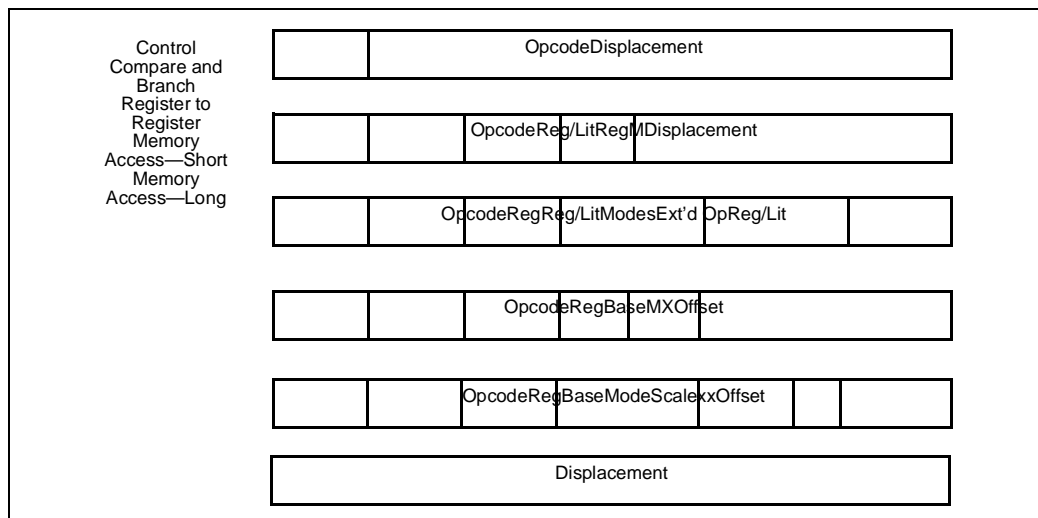 Control
Compare and
Branch
Register to
Register
Memory
Access—Short
Memory
Access—Long
OpcodeDisplacement
OpcodeReg/LitRegMDisplacement
OpcodeRegReg/LitModesExt’d OpReg/Lit
OpcodeRegBaseMXOffset
OpcodeRegBaseModeScalexxOffset
Displacement